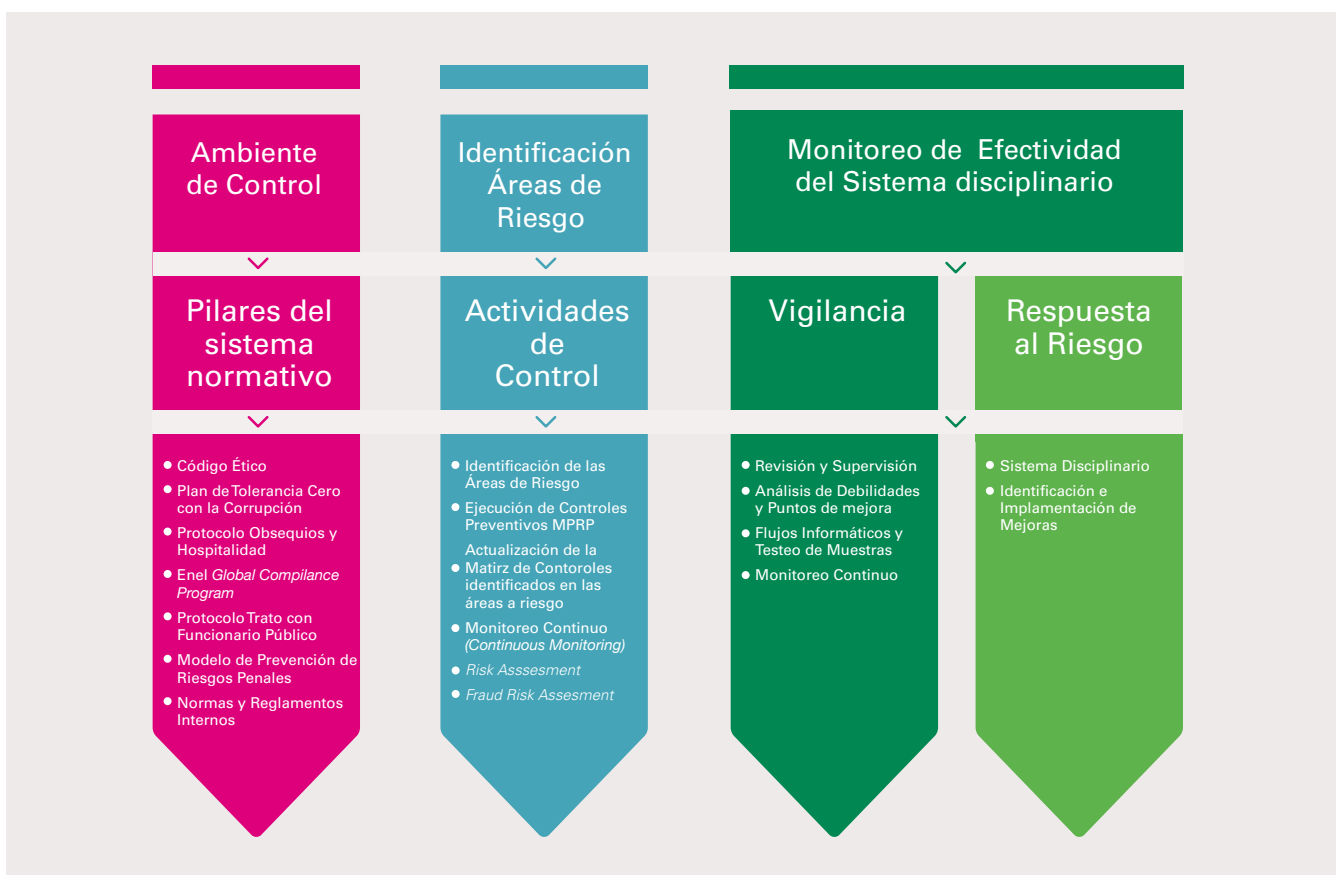 Ambiente
de Control
Pilares del
sistema
normativo
● Código Ético
● Plan de Tolerancia Cero
con la Corrupción
● Protocolo Obsequios y
Hospitalidad
● Enel Global Compilance
Program
● Protocolo Trato con
Funcionario Público
● Modelo de Prevención de
Riesgos Penales
● Normas y Reglamentos
Internos
Identificación
Áreas de
Riesgo
Actividades
de
Control
● Identificación de las
Áreas de Riesgo
● Ejecución de Controles
Preventivos MPRP
Actualización de la
● Matirz de Contoroles
identificados en las
áreas a riesgo
● Monitoreo Continuo
(Continuous Monitoring)
● Risk Asssesment
● Fraud Risk Assesment
Monitoreo de Efectividad
del Sistema disciplinario
Vigilancia
● Revisión y Supervisión
● Análisis de Debilidades
y Puntos de mejora
● Flujos Informáticos y
Testeo de Muestras
● Monitoreo Continuo
Respuesta
al Riesgo
● Sistema Disciplinario
● Identificación e
Implamentación de
Mejoras